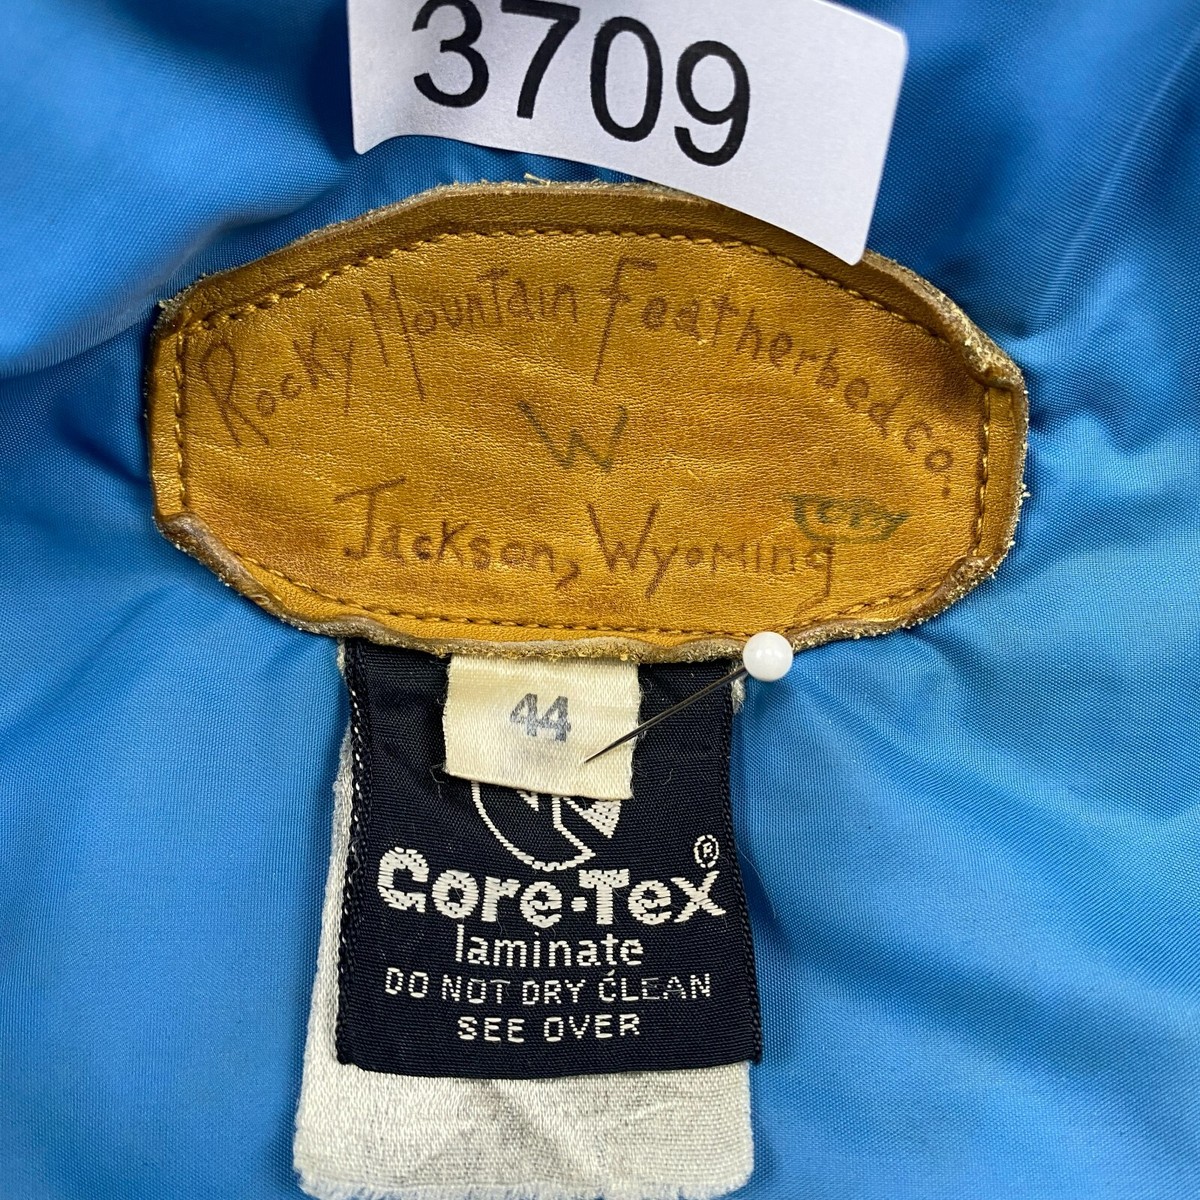 3709
Rocky Mountain Featherbed co.
W
Jackson, Wyoming
44
Gore-Tex®
laminate
DO NOT DRY CLEAN
SEE OVER